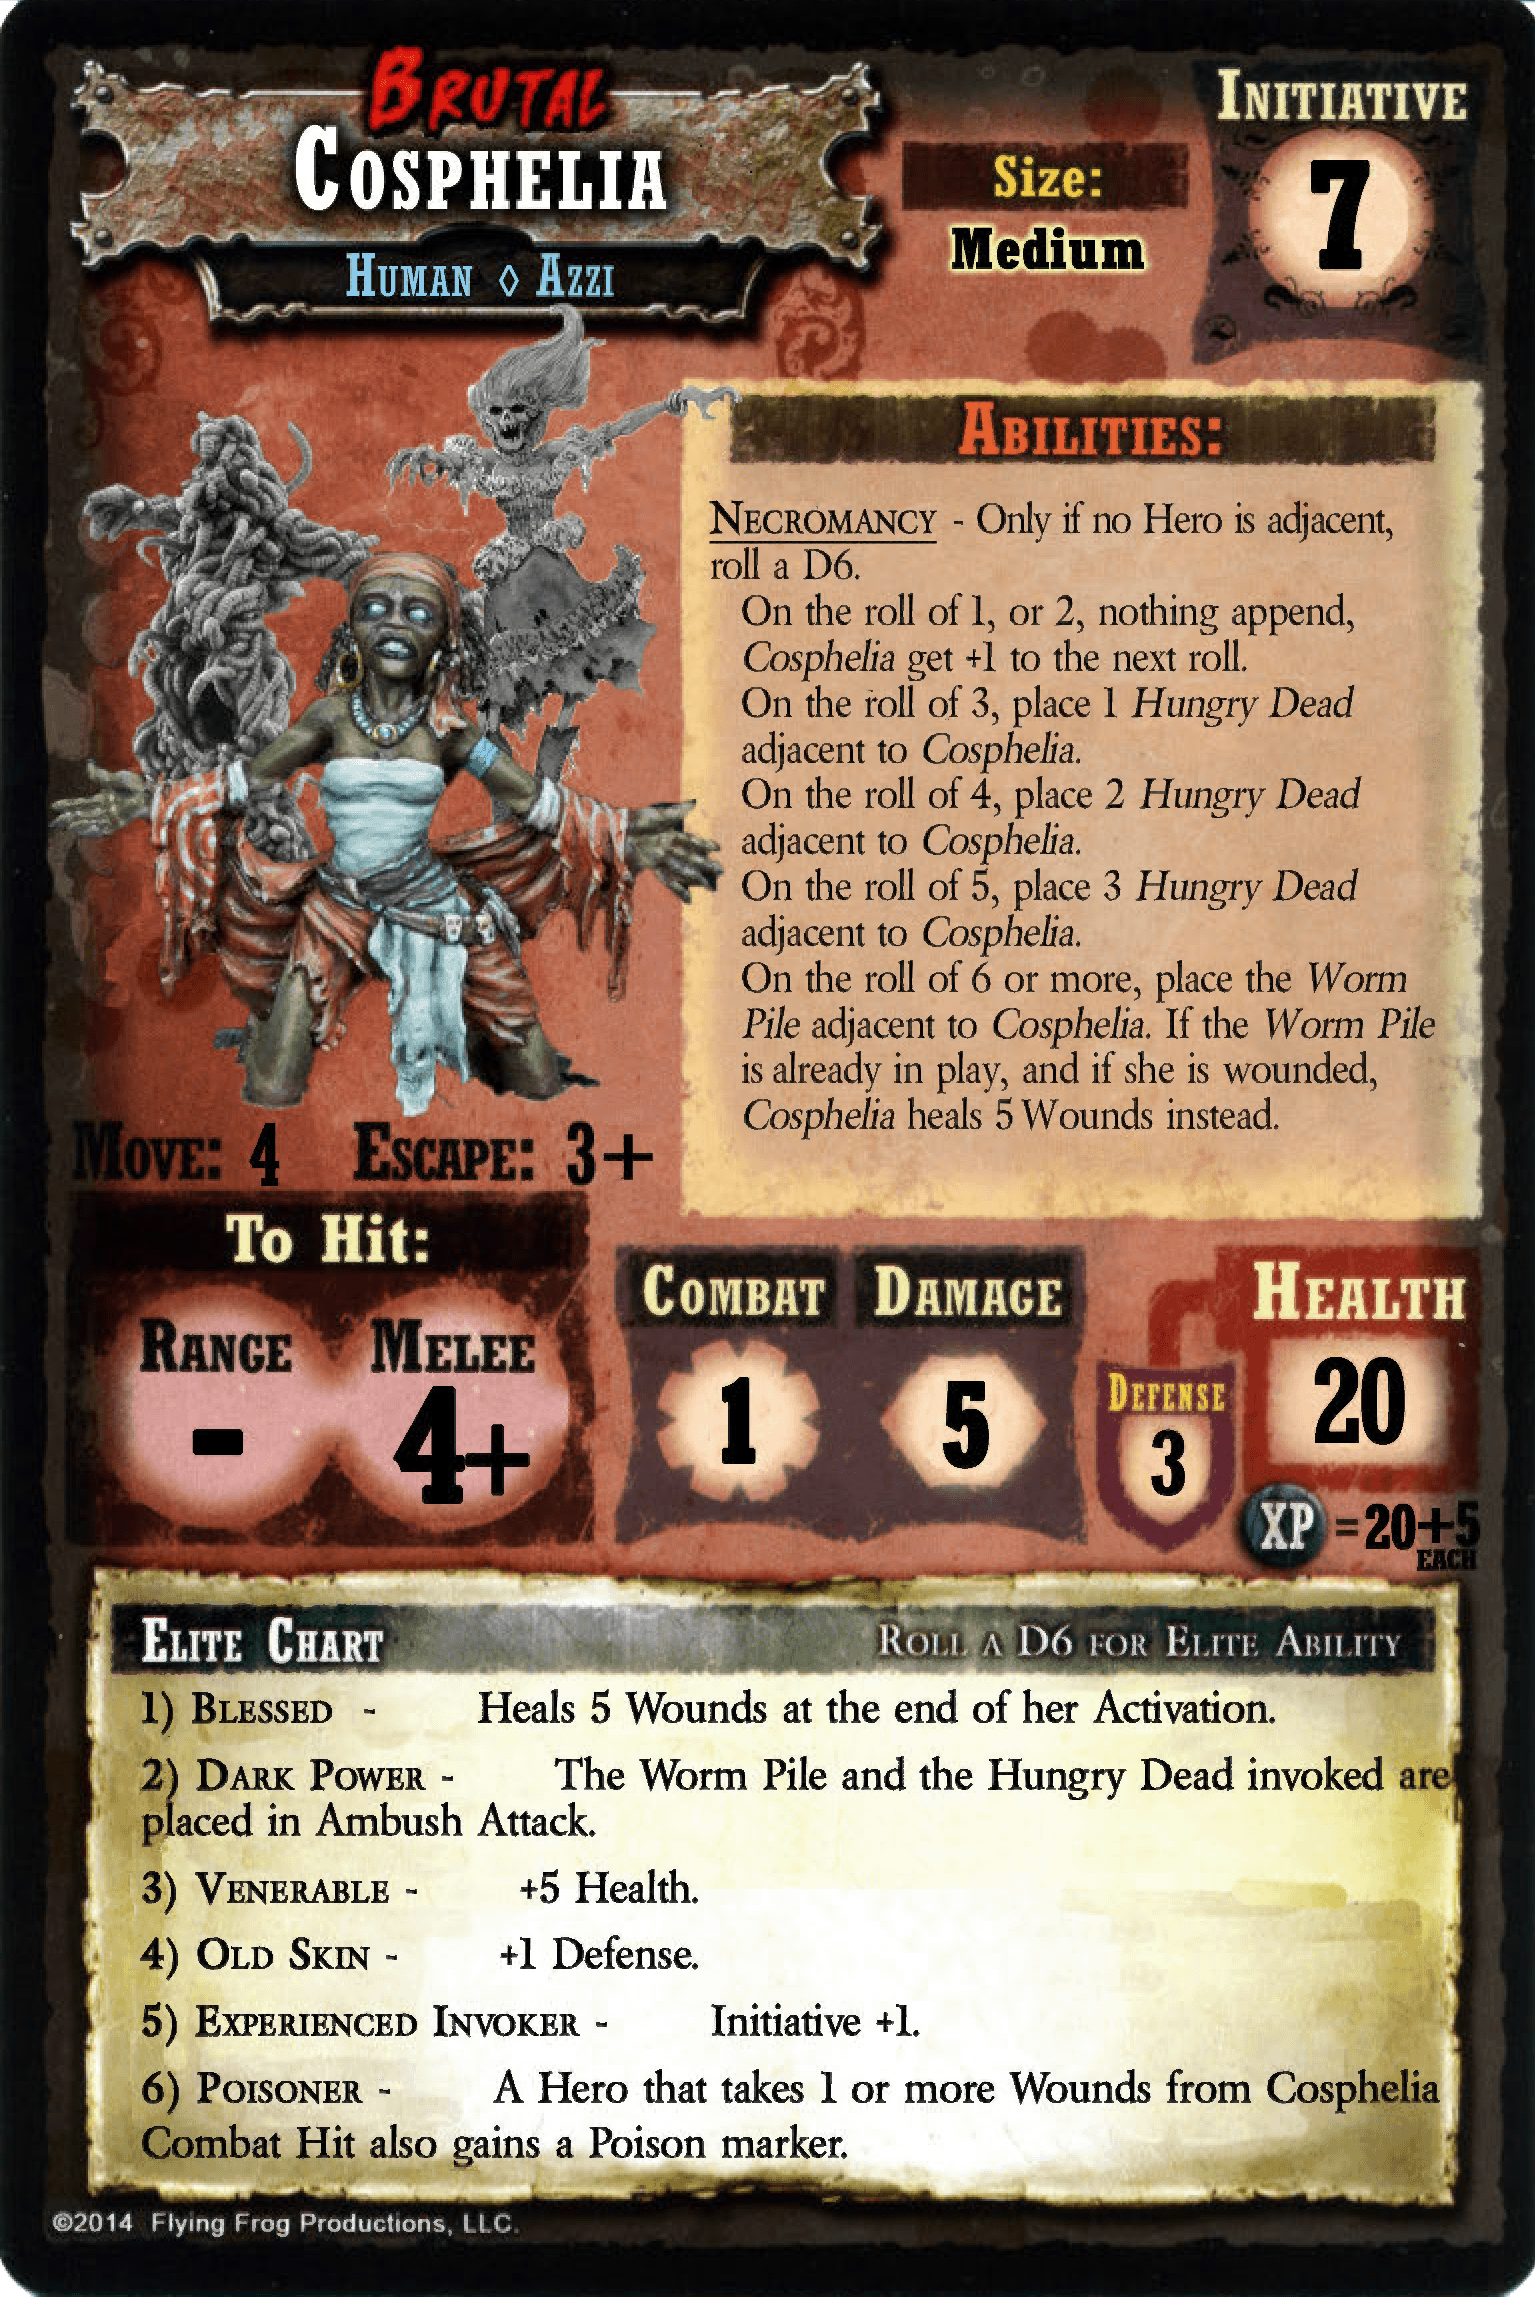 BRUTAL
COSPHELIA
HUMAN ◊ AZZI
Size:
Medium
INITIATIVE
7
ABILITIES:
NECROMANCY - Only if no Hero is adjacent,
roll a D6.
On the roll of 1, or 2, nothing append,
Cosphelia get +1 to the next roll.
On the roll of 3, place 1 Hungry Dead
adjacent to Cosphelia.
On the roll of 4, place 2 Hungry Dead
adjacent to Cosphelia.
On the roll of 5, place 3 Hungry Dead
adjacent to Cosphelia.
On the roll of 6 or more, place the Worm
Pile adjacent to Cosphelia. If the Worm Pile
is already in play, and if she is wounded,
Cosphelia heals 5 Wounds instead.
MOVE: 4 ESCAPE: 3+
To Hit:
RANGE
-
MELEE
4+
COMBAT
1
DAMAGE
5
DEFENSE
3
HEALTH
20
XP =20+5
EACH
ELITE CHART
ROLL A D6 FOR ELITE ABILITY
1) BLESSED - Heals 5 Wounds at the end of her Activation.
2) DARK POWER - The Worm Pile and the Hungry Dead invoked are
placed in Ambush Attack.
3) VENERABLE - +5 Health.
4) OLD SKIN - +1 Defense.
5) EXPERIENCED INVOKER - Initiative +1.
6) POISONER - A Hero that takes 1 or more Wounds from Cosphelia
Combat Hit also gains a Poison marker.
©2014 Flying Frog Productions, LLC.